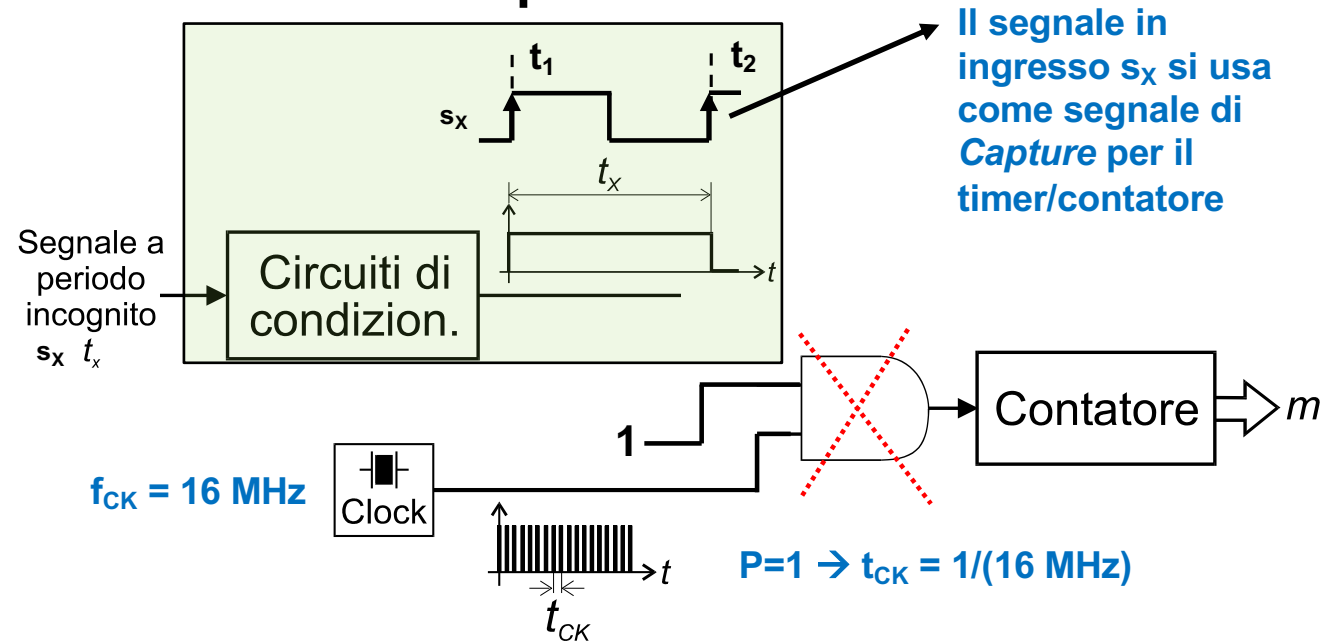 t₁
t₂
Il segnale in
ingresso sX si usa
come segnale di
Capture per il
timer/contatore
sX
tX
t
Segnale a
periodo
incognito
sX tx
Circuiti di
condizion.
1
Contatore
m
fCK = 16 MHz
Clock
t
tCK
P=1 → tCK = 1/(16 MHz)